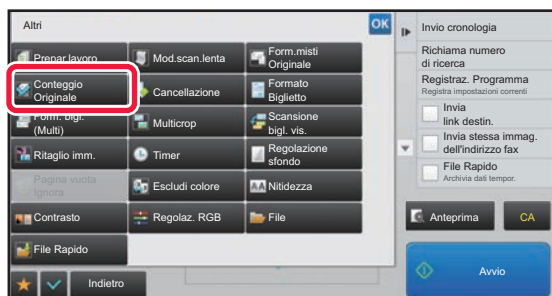 Altri
OK
Prepar.lavoro
Mod.scan.lenta
Form.misti
Originale
Conteggio
Originale
Cancellazione
Formato
Biglietto
Form. bigl.
(Multi)
Multicrop
Scansione
bigl. vis.
Ritaglio imm.
Timer
Regolazione
sfondo
Pagina vuota
Ignora
Escludi colore
AA Nitidezza
Contrasto
Regolaz. RGB
File
File Rapido
Indietro
Invio cronologia
Richiama numero
di ricerca
Registraz. Programma
Registra impostazioni correnti
Invia
link destin.
Invia stessa immag.
dell'indirizzo fax
File Rapido
Archivia dati tempor.
Anteprima
CA
Avvio